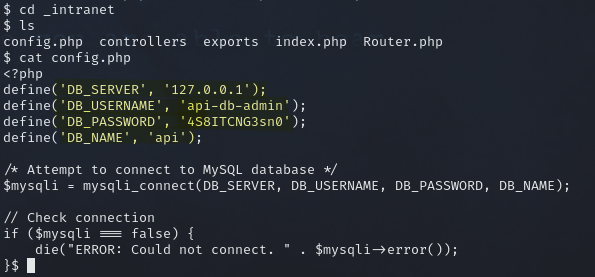 $ cd _intranet
$ ls
config.php  controllers  exports  index.php  Router.php
$ cat config.php
<?php
define('DB_SERVER', '127.0.0.1');
define('DB_USERNAME', 'api-db-admin');
define('DB_PASSWORD', '4S8ITCNG3sn0');
define('DB_NAME', 'api');

/* Attempt to connect to MySQL database */
$mysqli = mysqli_connect(DB_SERVER, DB_USERNAME, DB_PASSWORD, DB_NAME);

// Check connection
if ($mysqli === false) {
    die("ERROR: Could not connect. " . $mysqli->error());
}$